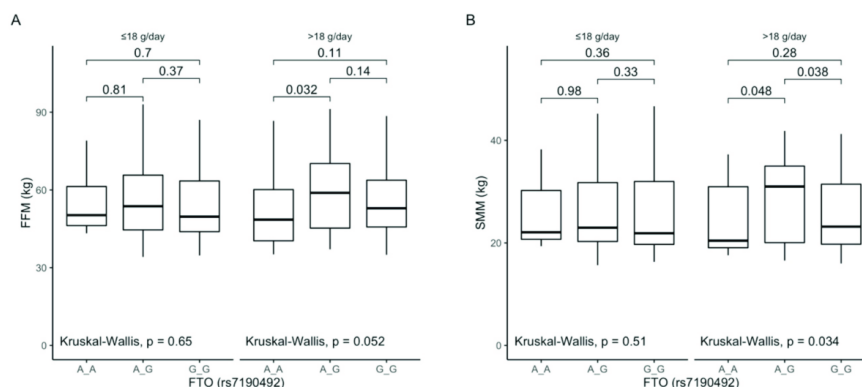 A
≤18 g/day
>18 g/day
0.7
0.11
0.37
0.14
0.81
0.032
FFM (kg)
90
60
30
0
Kruskal-Wallis, p = 0.65
Kruskal-Wallis, p = 0.052
A_A
A_G
G_G
A_A
A_G
G_G
FTO (rs7190492)
B
≤18 g/day
>18 g/day
0.36
0.28
0.33
0.038
0.98
0.048
SMM (kg)
40
20
0
Kruskal-Wallis, p = 0.51
Kruskal-Wallis, p = 0.034
A_A
A_G
G_G
A_A
A_G
G_G
FTO (rs7190492)